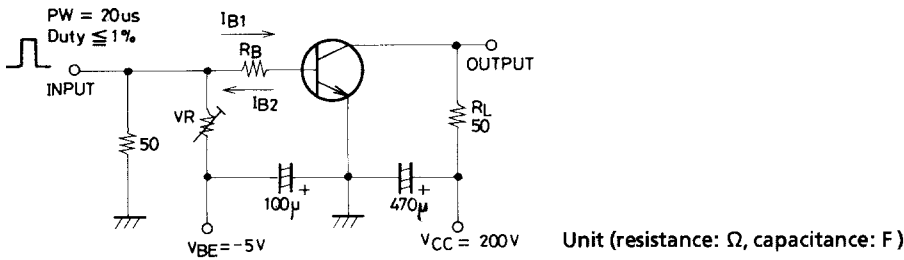 PW = 20us
Duty ≦ 1%
INPUT
50
VR
IB1
RB
IB2
OUTPUT
RL
50
100μ
+
470μ
+
VBE=-5V
VCC = 200V
Unit (resistance: Ω, capacitance: F)